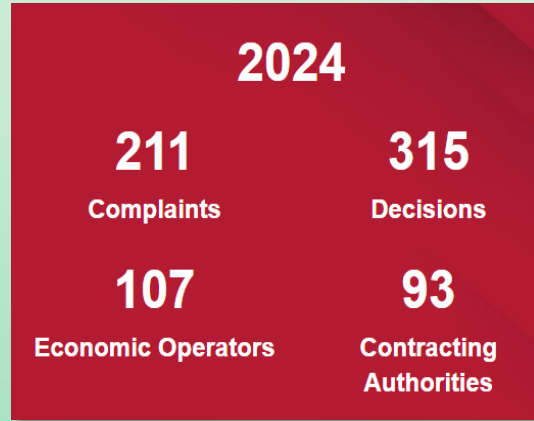 2024
211
Complaints
315
Decisions
107
Economic Operators
93
Contracting
Authorities